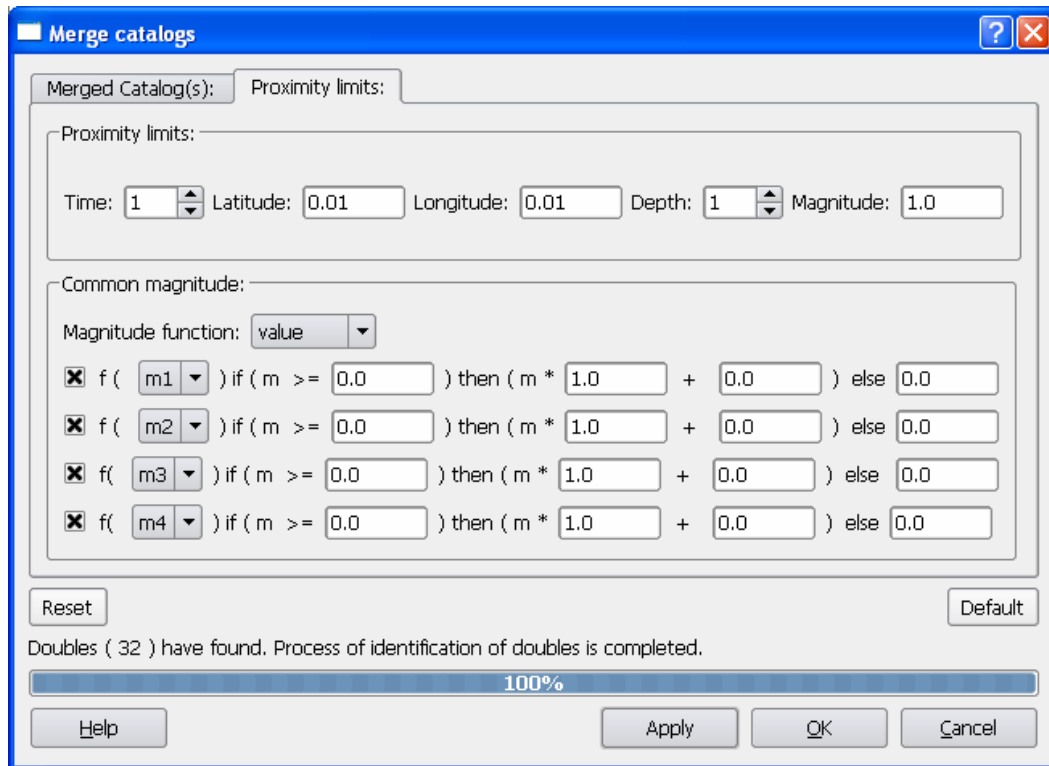 Merge catalogs
Merged Catalog(s): Proximity limits:
Proximity limits:
Time: 1 Latitude: 0.01 Longitude: 0.01 Depth: 1 Magnitude: 1.0
Common magnitude:
Magnitude function: value
f ( m1 ) if ( m >= 0.0 ) then ( m * 1.0 + 0.0 ) else 0.0
f ( m2 ) if ( m >= 0.0 ) then ( m * 1.0 + 0.0 ) else 0.0
f( m3 ) if ( m >= 0.0 ) then ( m * 1.0 + 0.0 ) else 0.0
f( m4 ) if ( m >= 0.0 ) then ( m * 1.0 + 0.0 ) else 0.0
Reset Default
Doubles ( 32 ) have found. Process of identification of doubles is completed.
100%
Help Apply OK Cancel